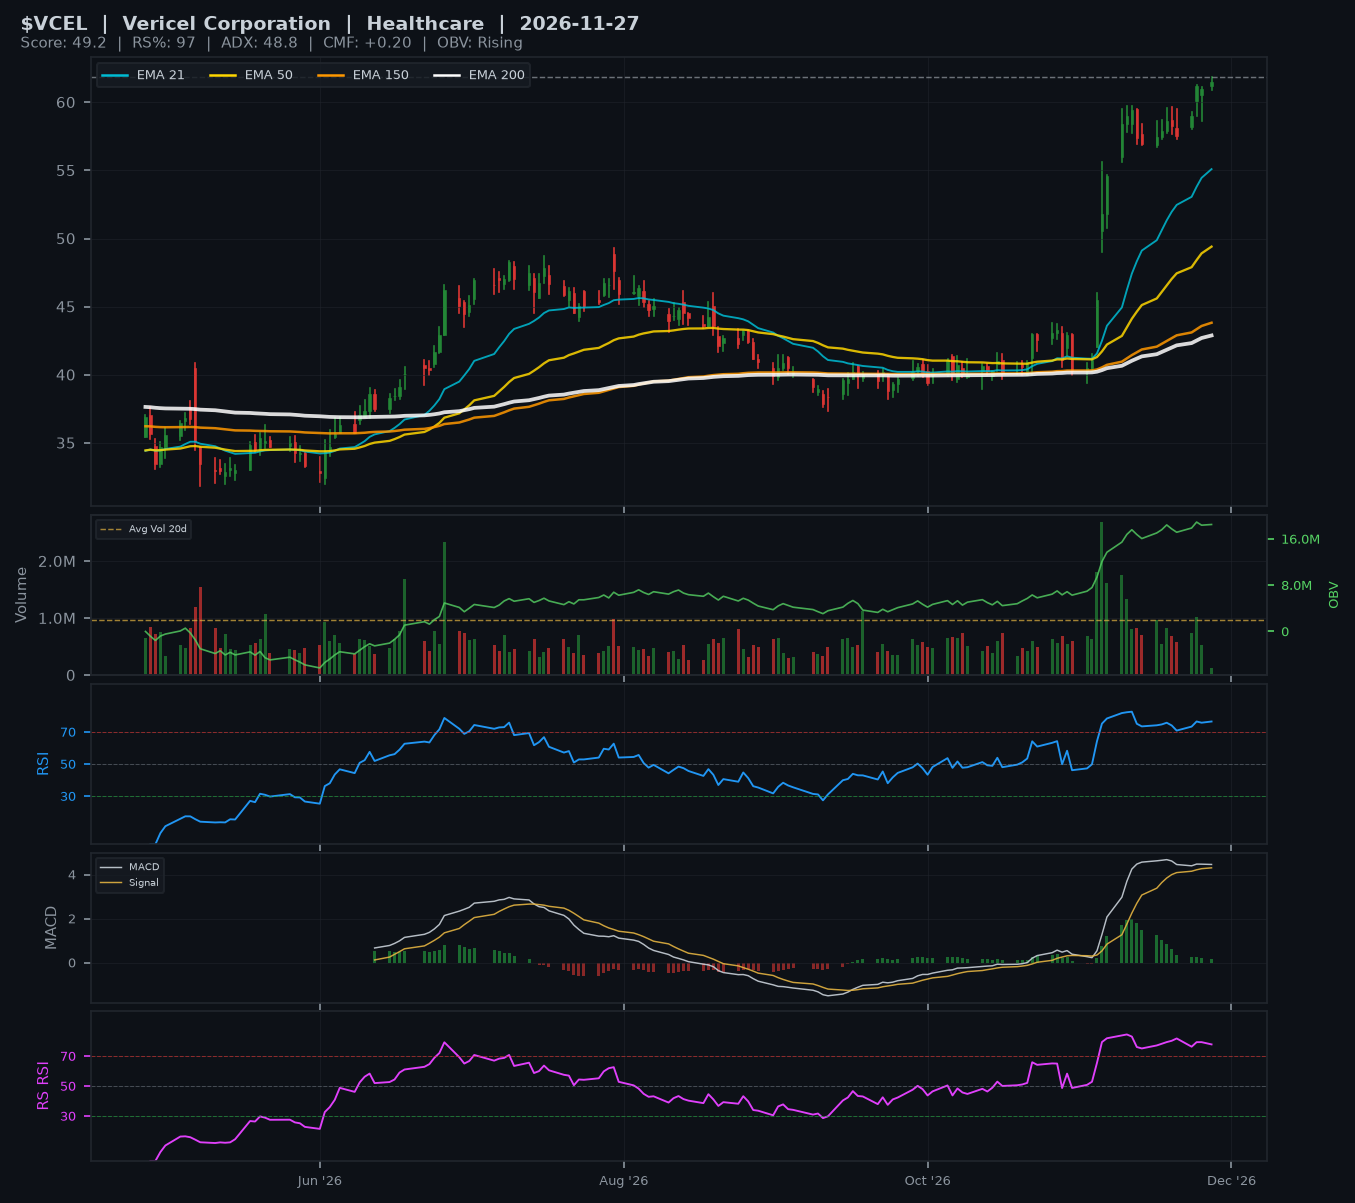 $VCEL | Vericel Corporation | Healthcare | 2026-11-27
Score: 49.2 | RS%: 97 | ADX: 48.8 | CMF: +0.20 | OBV: Rising
EMA 21 EMA 50 EMA 150 EMA 200
60
55
50
45
40
35
Avg Vol 20d
Volume
2.0M
1.0M
0
16.0M
8.0M
0
OBV
RSI
70
50
30
MACD
Signal
MACD
4
2
0
RS RSI
70
50
30
Jun '26 Aug '26 Oct '26 Dec '26